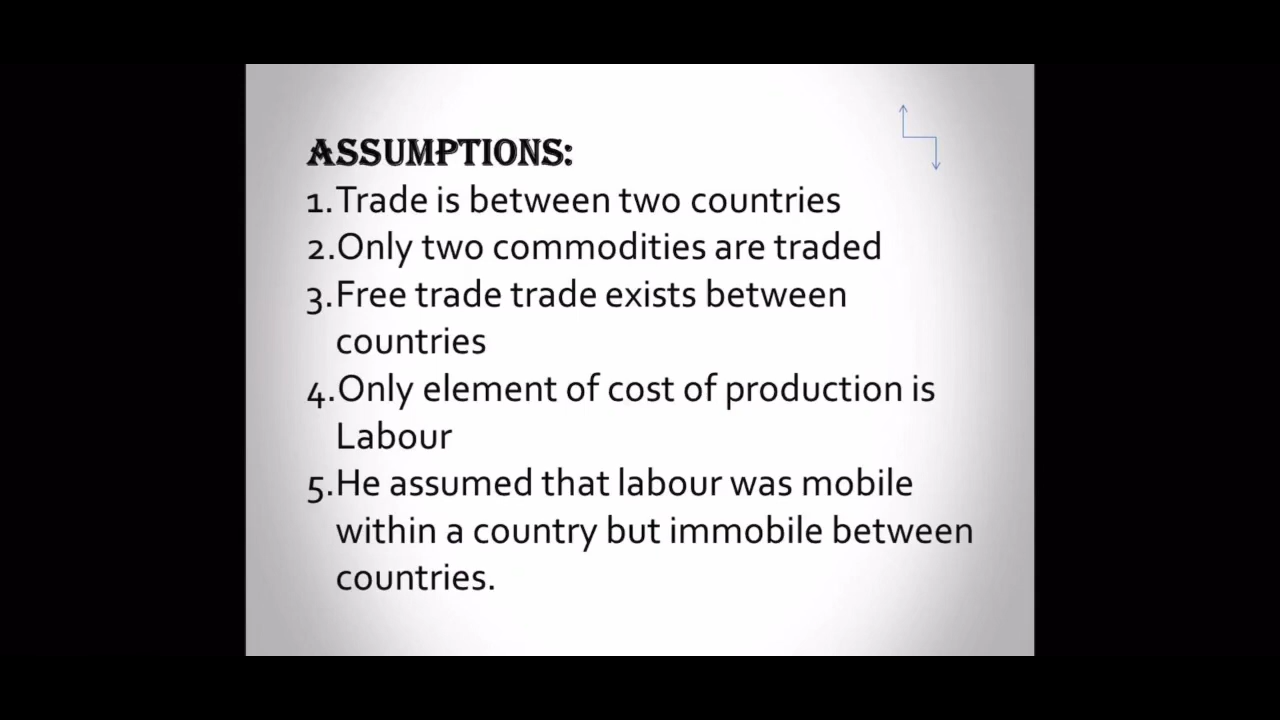 ASSUMPTIONS:
1.Trade is between two countries
2.Only two commodities are traded
3.Free trade trade exists between
countries
4.Only element of cost of production is
Labour
5.He assumed that labour was mobile
within a country but immobile between
countries.